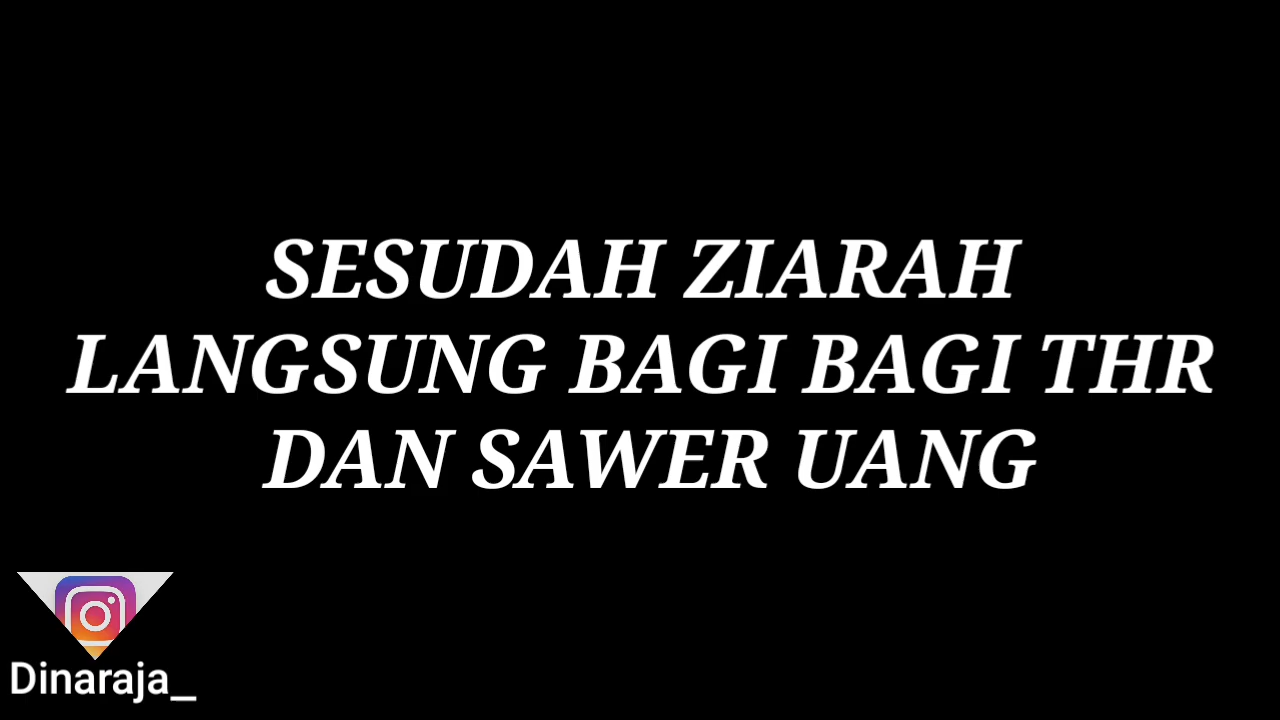 SESUDAH ZIARAH
LANGSUNG BAGI BAGI THR
DAN SAWER UANG
Dinaraja_